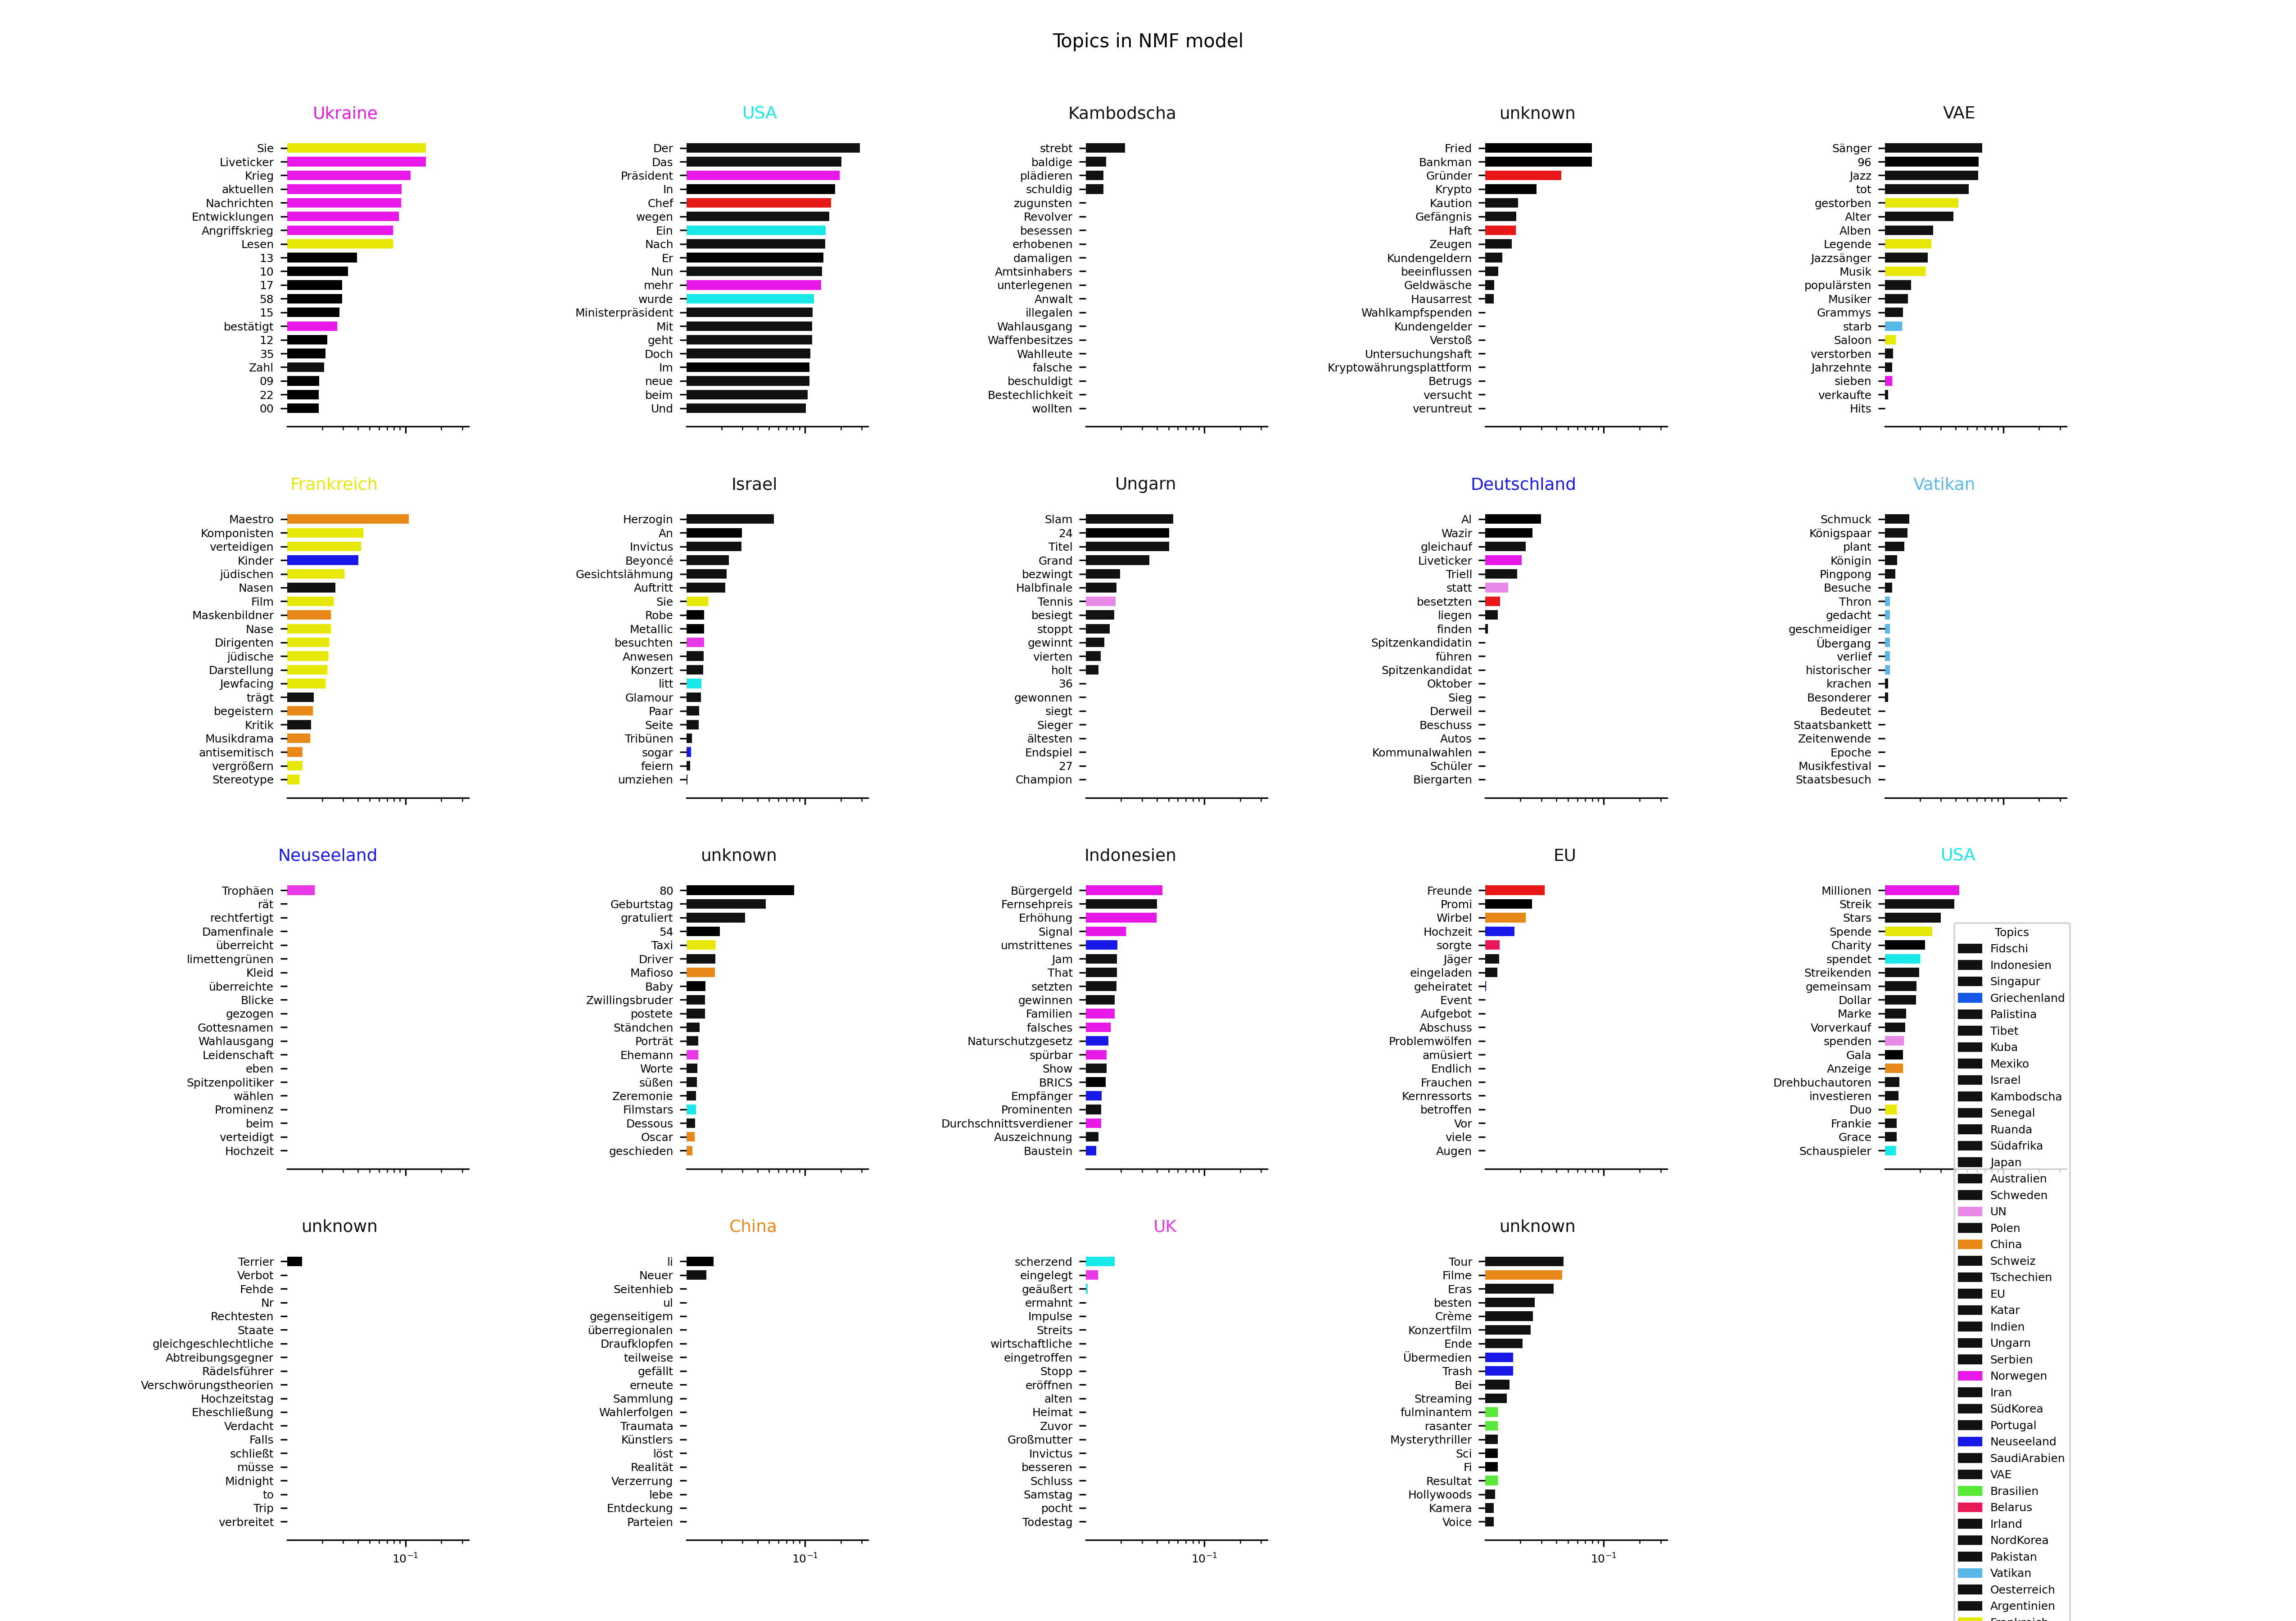 Topics in NMF model
Ukraine
Sie
Liveticker
Krieg
aktuellen
Nachrichten
Entwicklungen
Angriffskrieg
Lesen
13
10
17
58
15
bestätigt
12
35
Zahl
09
22
00
USA
Der
Das
Präsident
In
Chef
wegen
Ein
Nach
Er
Nun
mehr
wurde
Ministerpräsident
Mit
geht
Doch
Im
neue
beim
Und
Kambodscha
strebt
baldige
plädieren
schuldig
zugunsten
Revolver
besessen
erhobenen
damaligen
Amtsinhabers
unterlegenen
Anwalt
illegalen
Wahlausgang
Waffenbesitzes
Wahlleute
falsche
beschuldigt
Bestechlichkeit
wollten
unknown
Fried
Bankman
Gründer
Krypto
Kaution
Gefängnis
Haft
Zeugen
Kundengeldern
beeinflussen
Geldwäsche
Hausarrest
Wahlkampfspenden
Kundengelder
Verstoß
Untersuchungshaft
Kryptowährungsplattform
Betrugs
versucht
veruntreut
VAE
Sänger
96
Jazz
tot
gestorben
Alter
Alben
Legende
Jazzsänger
Musik
populärsten
Musiker
Grammys
starb
Saloon
verstorben
Jahrzehnte
sieben
verkaufte
Hits
Frankreich
Maestro
Komponisten
verteidigen
Kinder
jüdischen
Nasen
Film
Maskenbildner
Nase
Dirigenten
jüdische
Darstellung
Jewfacing
trägt
begeistern
Kritik
Musikdrama
antisemitisch
vergrößern
Stereotype
Israel
Herzogin
An
Invictus
Beyoncé
Gesichtslähmung
Auftritt
Sie
Robe
Metallic
besuchten
Anwesen
Konzert
litt
Glamour
Paar
Seite
Tribünen
sogar
feiern
umziehen
Ungarn
Slam
24
Titel
Grand
bezwingt
Halbfinale
Tennis
besiegt
stoppt
gewinnt
vierten
holt
36
gewonnen
siegt
Sieger
ältesten
Endspiel
27
Champion
Deutschland
Al
Wazir
gleichauf
Liveticker
Triell
statt
besetzten
liegen
finden
Spitzenkandidatin
führen
Spitzenkandidat
Oktober
Sieg
Derweil
Beschuss
Autos
Kommunalwahlen
Schüler
Biergarten
Vatikan
Schmuck
Königspaar
plant
Königin
Pingpong
Besuche
Thron
gedacht
geschmeidiger
Übergang
verlief
historischer
krachen
Besonderer
Bedeutet
Staatsbankett
Zeitenwende
Epoche
Musikfestival
Staatsbesuch
Neuseeland
Trophäen
rät
rechtfertigt
Damenfinale
überreicht
limettengrünen
Kleid
überreichte
Blicke
gezogen
Gottesnamen
Wahlausgang
Leidenschaft
eben
Spitzenpolitiker
wählen
Prominenz
beim
verteidigt
Hochzeit
unknown
80
Geburtstag
gratuliert
54
Taxi
Driver
Mafioso
Baby
Zwillingsbruder
postete
Ständchen
Porträt
Ehemann
Worte
süßen
Zeremonie
Filmstars
Dessous
Oscar
geschieden
Indonesien
Bürgergeld
Fernsehpreis
Erhöhung
Signal
umstrittenes
Jam
That
setzten
gewinnen
Familien
falsches
Naturschutzgesetz
spürbar
Show
BRICS
Empfänger
Prominenten
Durchschnittsverdiener
Auszeichnung
Baustein
EU
Freunde
Promi
Wirbel
Hochzeit
sorgte
Jäger
eingeladen
geheiratet
Event
Aufgebot
Abschuss
Problemwölfen
amüsiert
Endlich
Frauchen
Kernressorts
betroffen
Vor
viele
Augen
USA
Millionen
Streik
Stars
Spende
Charity
spendet
Streikenden
gemeinsam
Dollar
Marke
Vorverkauf
spenden
Gala
Anzeige
Drehbuchautoren
investieren
Duo
Frankie
Grace
Schauspieler
Topics
Fidschi
Indonesien
Singapur
Griechenland
Palistina
Tibet
Kuba
Mexiko
Israel
Kambodscha
Senegal
Ruanda
Südafrika
Japan
Australien
Schweden
UN
Polen
China
Schweiz
Tschechien
EU
Katar
Indien
Ungarn
Serbien
Norwegen
Iran
SüdKorea
Portugal
Neuseeland
SaudiArabien
VAE
Brasilien
Belarus
Irland
NordKorea
Pakistan
Vatikan
Oesterreich
Argentinien
Frankreich
unknown
Terrier
Verbot
Fehde
Nr
Rechtesten
Staate
gleichgeschlechtliche
Abtreibungsgegner
Rädelsführer
Verschwörungstheorien
Hochzeitstag
Eheschließung
Verdacht
Falls
schließt
müsse
Midnight
to
Trip
verbreitet
10⁻¹
China
li
Neuer
Seitenhieb
ul
gegenseitigem
überregionalen
Draufklopfen
teilweise
gefällt
erneute
Sammlung
Wahlerfolgen
Traumata
Künstlers
löst
Realität
Verzerrung
lebe
Entdeckung
Parteien
10⁻¹
UK
scherzend
eingelegt
geäußert
ermahnt
Impulse
Streits
wirtschaftliche
eingetroffen
Stopp
eröffnen
alten
Heimat
Zuvor
Großmutter
Invictus
besseren
Schluss
Samstag
pocht
Todestag
10⁻¹
unknown
Tour
Filme
Eras
besten
Crème
Konzertfilm
Ende
Übermedien
Trash
Bei
Streaming
fulminantem
rasanter
Mysterythriller
Sci
Fi
Resultat
Hollywoods
Kamera
Voice
10⁻¹